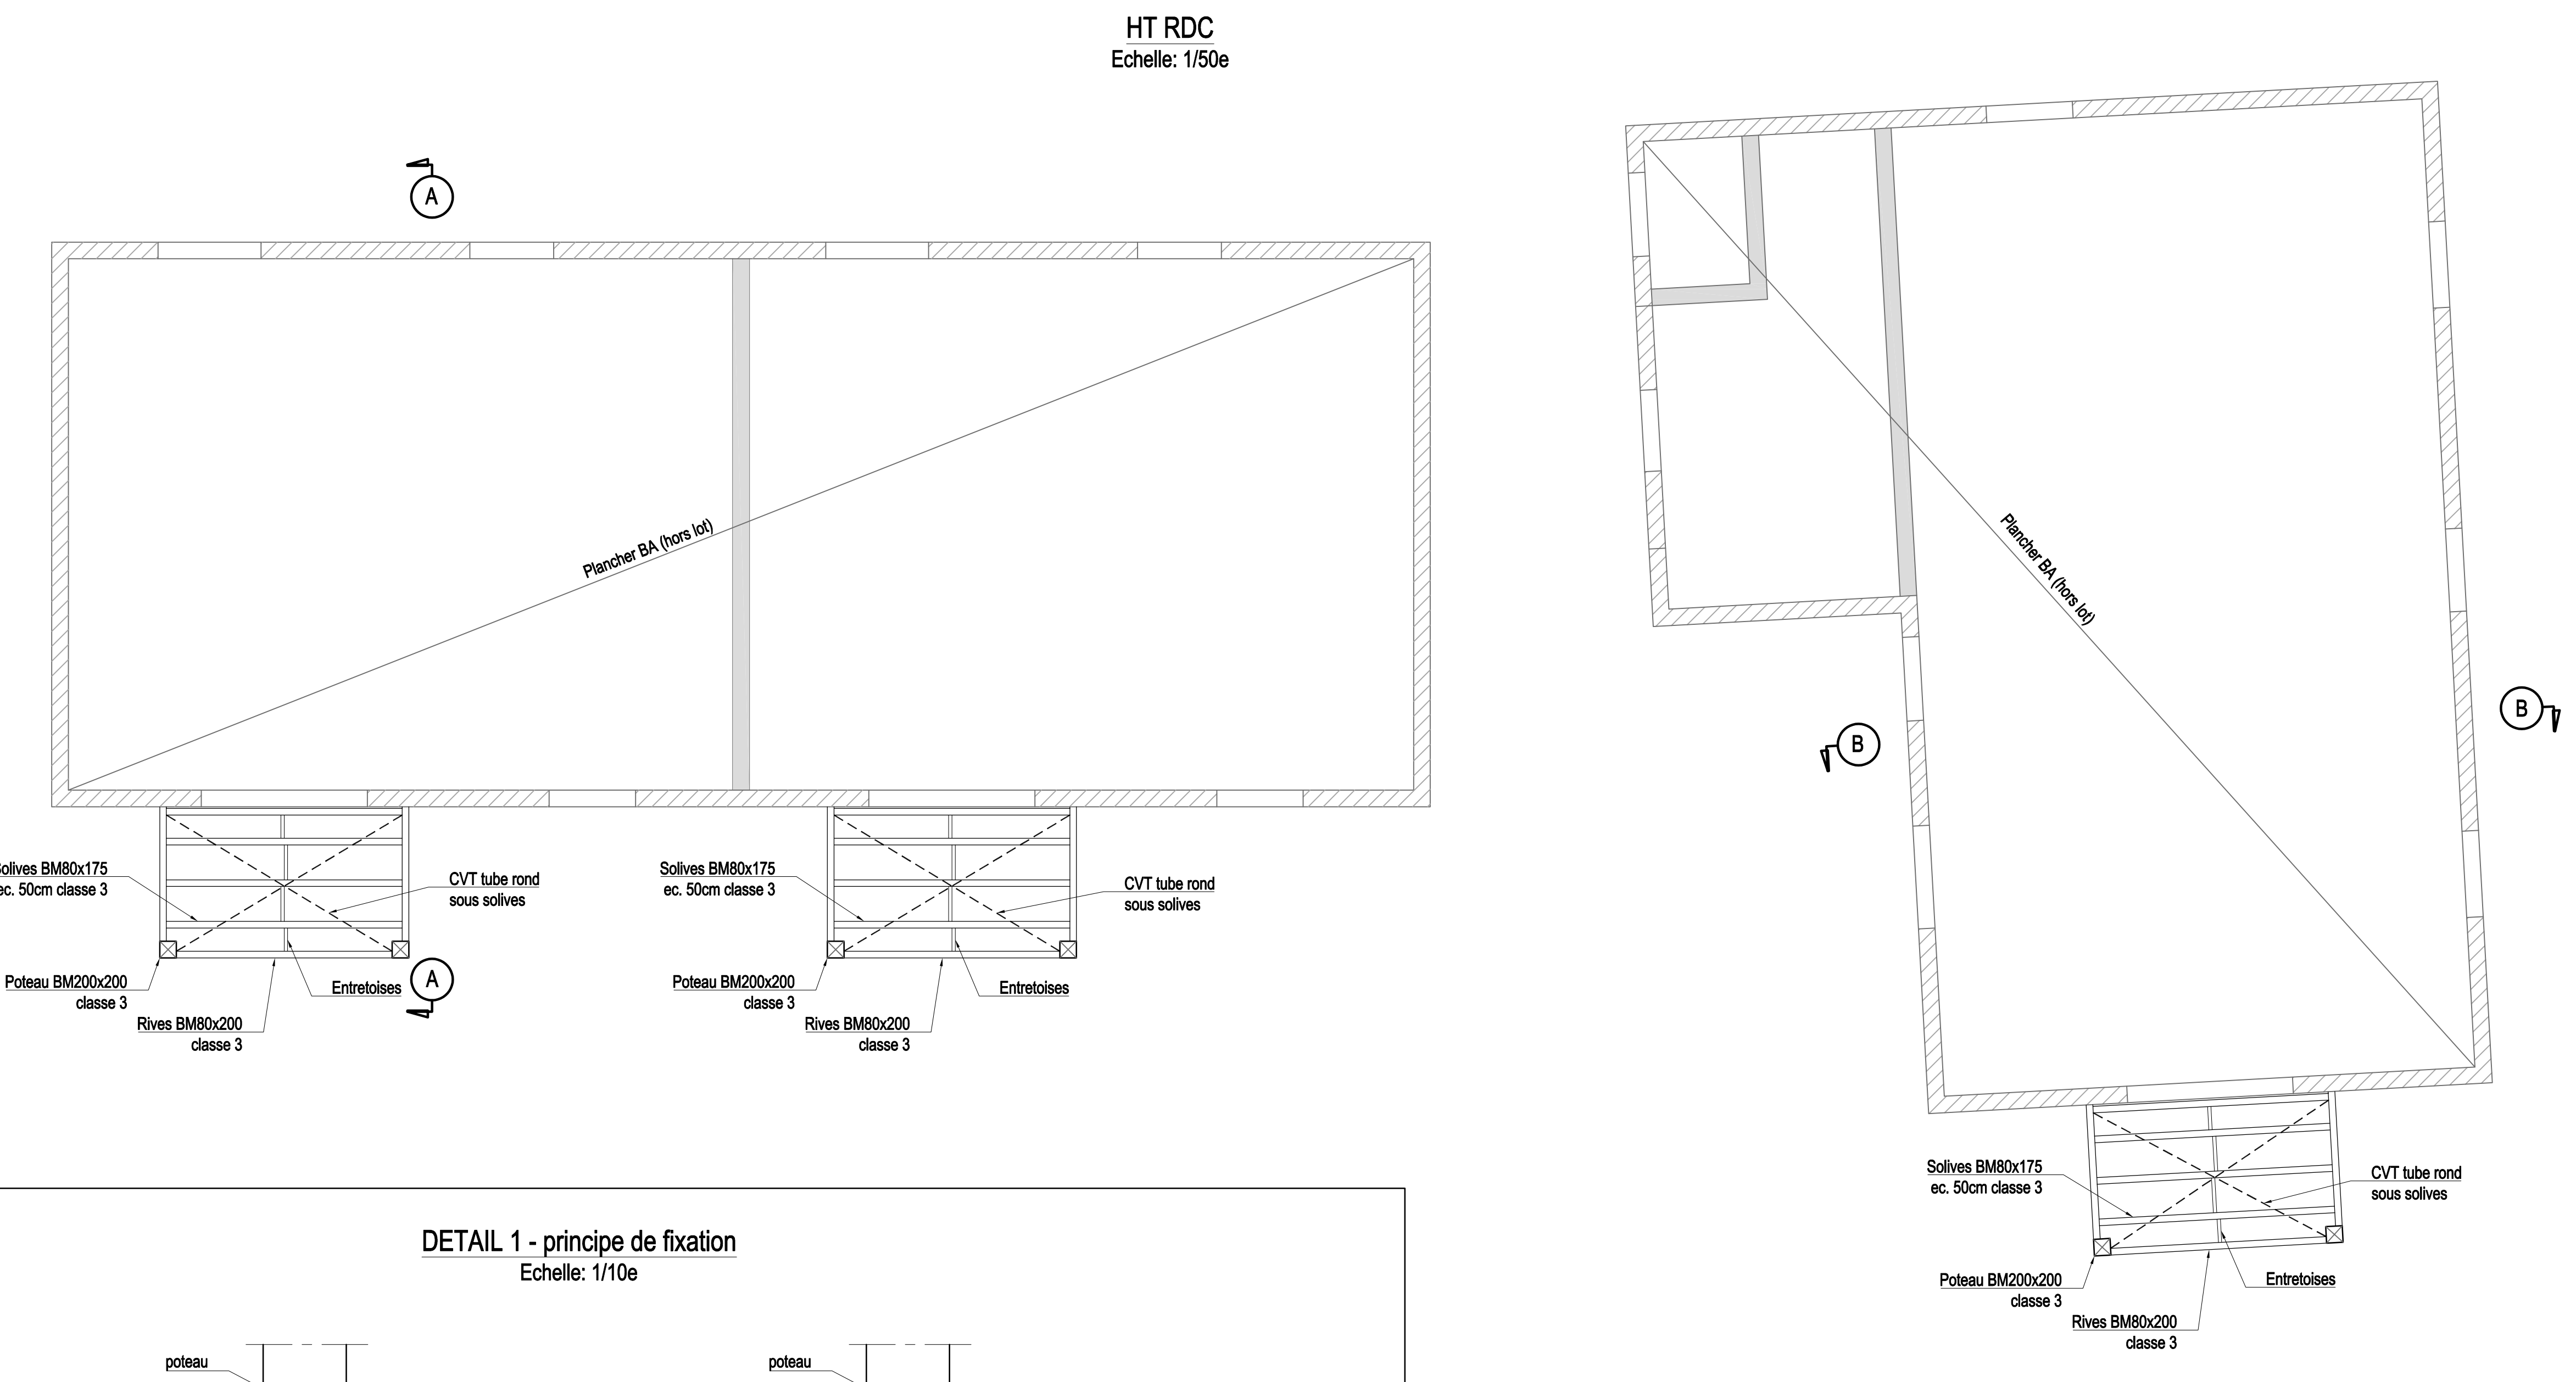 HT RDC
Echelle: 1/50e
A
Plancher BA (hors lot)
Plancher BA (hors lot)
B
B
Solives BM80x175
ec. 50cm classe 3
CVT tube rond
sous solives
Poteau BM200x200
classe 3
Entretoises
A
Rives BM80x200
classe 3
Solives BM80x175
ec. 50cm classe 3
CVT tube rond
sous solives
Poteau BM200x200
classe 3
Entretoises
Rives BM80x200
classe 3
Solives BM80x175
ec. 50cm classe 3
CVT tube rond
sous solives
Poteau BM200x200
classe 3
Entretoises
Rives BM80x200
classe 3
DETAIL 1 - principe de fixation
Echelle: 1/10e
poteau
poteau